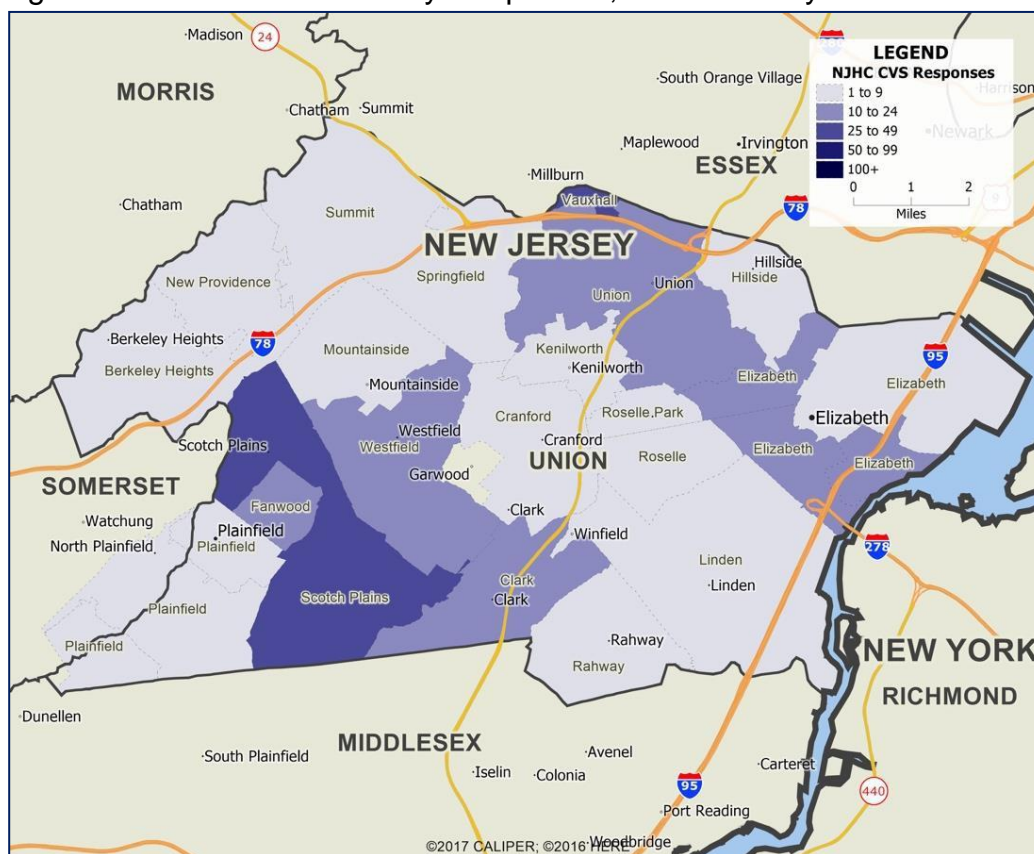 Madison
24
MORRIS
Chatham
Summit
Chatham
South Orange Village
Maplewood
Irvington
ESSEX
Millburn
LEGEND
NJHC CVS Responses
1 to 9
10 to 24
25 to 49
50 to 99
100+
0 1 2
Miles
Harrison
Newark
280
9
78
Vauxhall
Summit
NEW JERSEY
Springfield
New Providence
Union
Union
Hillside
Hillside
Berkeley Heights
Berkeley Heights
78
Mountainside
Mountainside
Kenilworth
Kenilworth
95
Elizabeth
Elizabeth
Elizabeth
Elizabeth
Elizabeth
Cranford
Cranford
Roselle Park
Roselle
Scotch Plains
Westfield
Westfield
Garwood
UNION
SOMERSET
Watchung
North Plainfield
Fanwood
Plainfield
Plainfield
Clark
Winfield
278
Linden
Linden
Clark
Clark
Scotch Plains
Plainfield
Plainfield
Rahway
Rahway
NEW YORK
RICHMOND
Dunellen
South Plainfield
MIDDLESEX
Iselin
Colonia
Avenel
Carteret
95
Port Reading
440
Woodbridge
©2017 CALIPER; ©2016 HERE